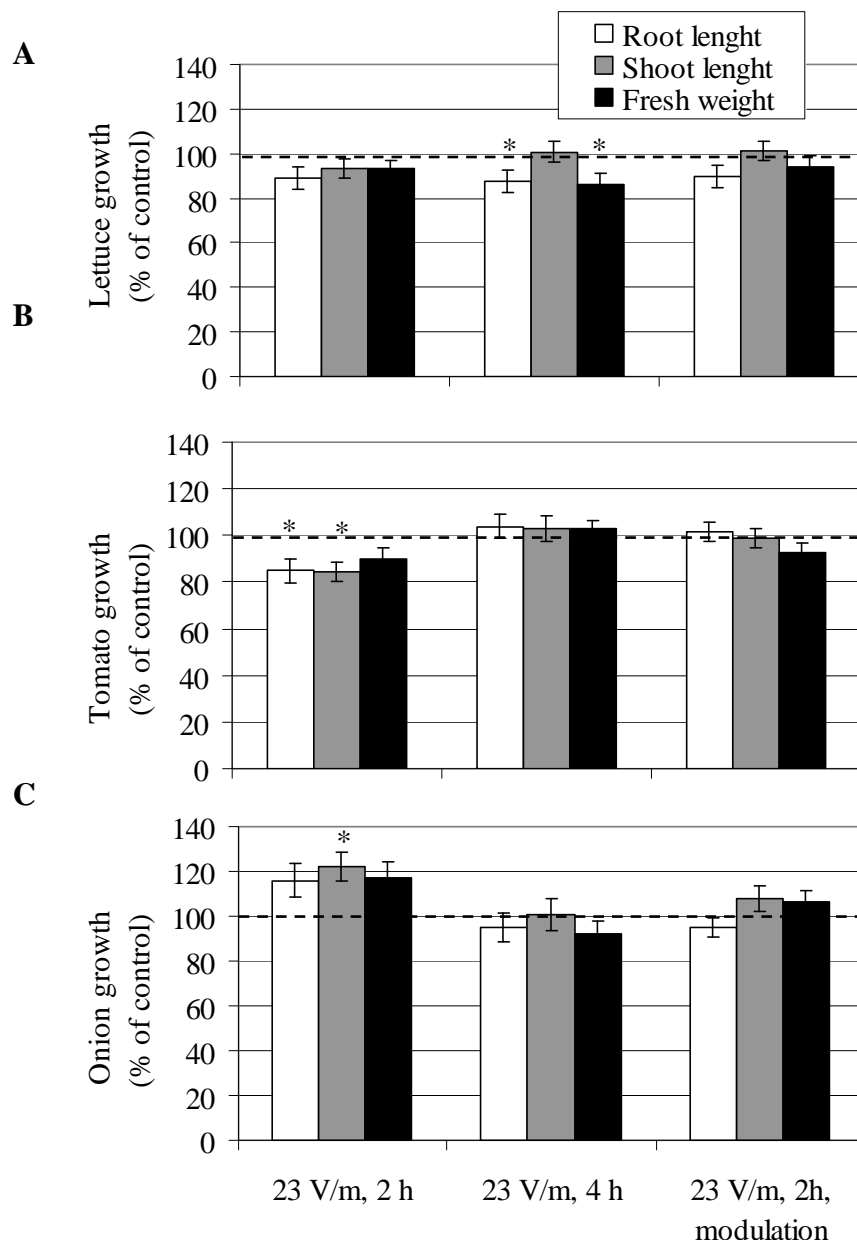 A
Root lenght
Shoot lenght
Fresh weight
Lettuce growth
(% of control)
140
120
100
80
60
40
20
0
*
*
B
Tomato growth
(% of control)
140
120
100
80
60
40
20
0
*
*
C
Onion growth
(% of control)
140
120
100
80
60
40
20
0
*
23 V/m, 2 h
23 V/m, 4 h
23 V/m, 2h,
modulation